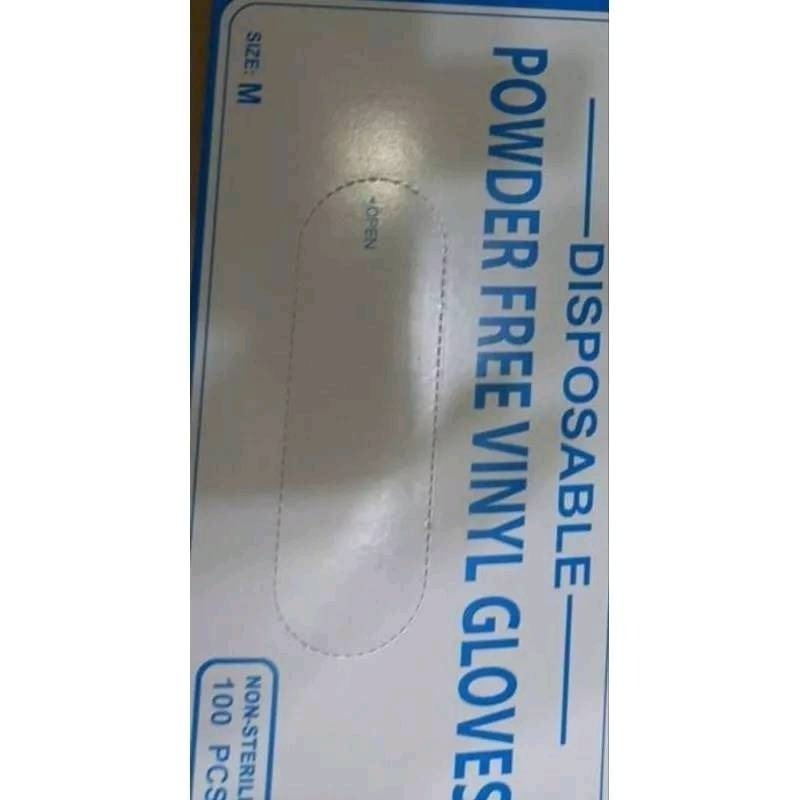 DISPOSABLE
POWDER FREE VINYL GLOVES
OPEN
SIZE: M
NON-STERIL
100 PCS